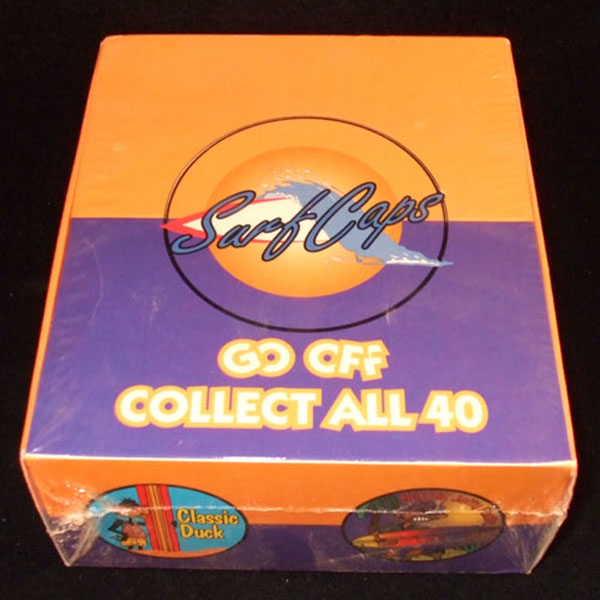 Surf Caps
GO OFF
COLLECT ALL 40
Classic
Duck